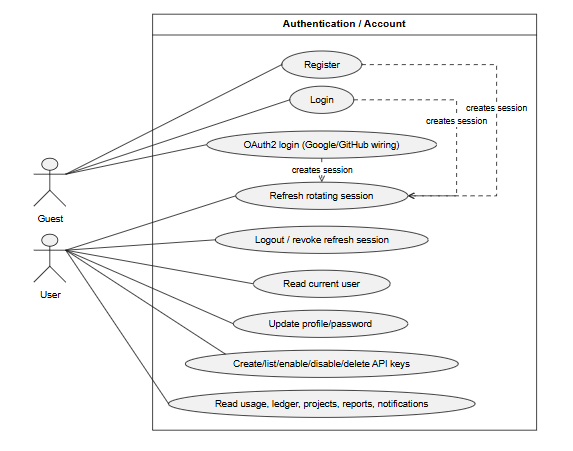 Authentication / Account
Register
Login
creates session
creates session
OAuth2 login (Google/GitHub wiring)
creates session
Refresh rotating session
Guest
Logout / revoke refresh session
Read current user
User
Update profile/password
Create/list/enable/disable/delete API keys
Read usage, ledger, projects, reports, notifications